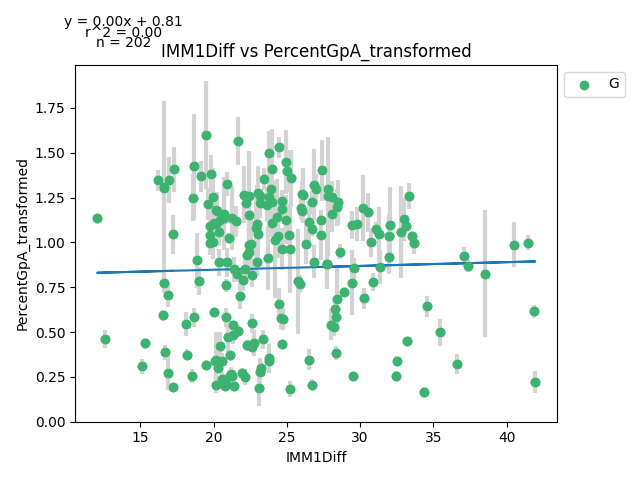 y = 0.00x + 0.81
r^2 = 0.00
n = 202
IMM1Diff vs PercentGpA_transformed
G
1.75
1.50
1.25
1.00
0.75
0.50
0.25
0.00
PercentGpA_transformed
15 20 25 30 35 40
IMM1Diff